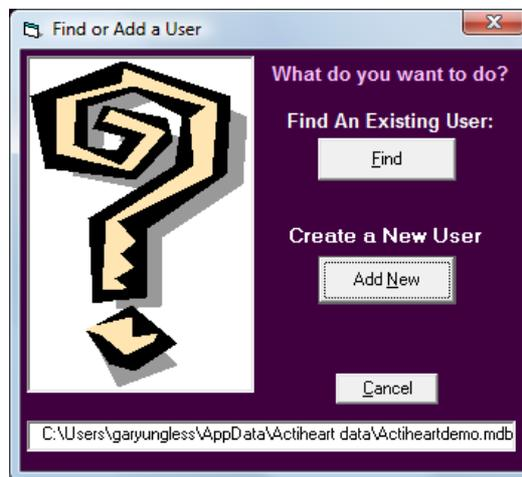 Find or Add a User
What do you want to do?
Find An Existing User:
Find
Create a New User
Add New
Cancel
C:\Users\garyungless\AppData\Actiheart data\Actiheartdemo.mdb